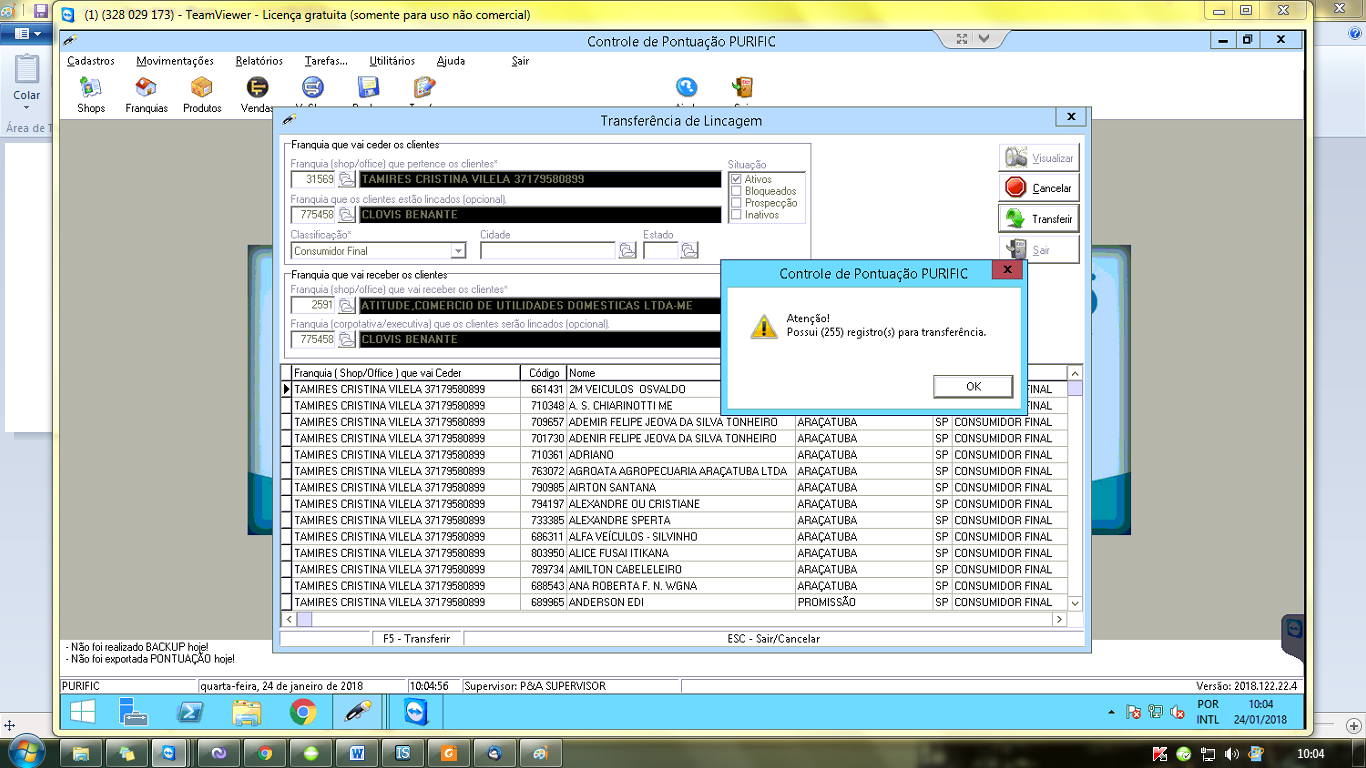 (1) (328 029 173) - TeamViewer - Licença gratuita (somente para uso não comercial)
Controle de Pontuação PURIFIC
Cadastros Movimentações Relatórios Tarefas... Utilitários Ajuda Sair
Colar
Shops Franquias Produtos Vendas
Área de T
Transferência de Lincagem
Franquia que vai ceder os clientes
Franquia (shop/office) que pertence os clientes*
31569 TAMIRES CRISTINA VILELA 37179580899
Franquia que os clientes estão lincados (opcional).
775458 CLOVIS BENANTE
Situação
Ativos
Bloqueados
Prospecção
Inativos
Classificação* Cidade Estado
Consumidor Final
Visualizar
Cancelar
Transferir
Sair
Franquia que vai receber os clientes
Franquia (shop/office) que vai receber os clientes*
2591 ATITUDE,COMERCIO DE UTILIDADES DOMESTICAS LTDA-ME
Franquia (corpotativa/executiva) que os clientes serão lincados (opcional).
775458 CLOVIS BENANTE
Controle de Pontuação PURIFIC
Atenção!
Possui (255) registro(s) para transferência.
OK
Franquia ( Shop/Office ) que vai Ceder Código Nome
TAMIRES CRISTINA VILELA 37179580899 661431 2M VEICULOS OSVALDO FINAL
TAMIRES CRISTINA VILELA 37179580899 710348 A. S. CHIARINOTTI ME FINAL
TAMIRES CRISTINA VILELA 37179580899 709657 ADEMIR FELIPE JEOVA DA SILVA TONHEIRO ARAÇATUBA SP CONSUMIDOR FINAL
TAMIRES CRISTINA VILELA 37179580899 701730 ADENIR FELIPE JEOVA DA SILVA TONHEIRO ARAÇATUBA SP CONSUMIDOR FINAL
TAMIRES CRISTINA VILELA 37179580899 710361 ADRIANO ARAÇATUBA SP CONSUMIDOR FINAL
TAMIRES CRISTINA VILELA 37179580899 763072 AGROATA AGROPECUARIA ARAÇATUBA LTDA ARAÇATUBA SP CONSUMIDOR FINAL
TAMIRES CRISTINA VILELA 37179580899 790985 AIRTON SANTANA ARAÇATUBA SP CONSUMIDOR FINAL
TAMIRES CRISTINA VILELA 37179580899 794197 ALEXANDRE OU CRISTIANE ARAÇATUBA SP CONSUMIDOR FINAL
TAMIRES CRISTINA VILELA 37179580899 733385 ALEXANDRE SPERTA ARAÇATUBA SP CONSUMIDOR FINAL
TAMIRES CRISTINA VILELA 37179580899 686311 ALFA VEÍCULOS - SILVINHO ARAÇATUBA SP CONSUMIDOR FINAL
TAMIRES CRISTINA VILELA 37179580899 803950 ALICE FUSAI ITIKANA ARAÇATUBA SP CONSUMIDOR FINAL
TAMIRES CRISTINA VILELA 37179580899 789734 AMILTON CABELELEIRO ARAÇATUBA SP CONSUMIDOR FINAL
TAMIRES CRISTINA VILELA 37179580899 688543 ANA ROBERTA F. N. WGNA ARAÇATUBA SP CONSUMIDOR FINAL
TAMIRES CRISTINA VILELA 37179580899 689965 ANDERSON EDI PROMISSÃO SP CONSUMIDOR FINAL
F5 - Transferir ESC - Sair/Cancelar
- Não foi realizado BACKUP hoje!
- Não foi exportada PONTUAÇÃO hoje!
PURIFIC quarta-feira, 24 de janeiro de 2018 10:04:56 Supervisor: P&A SUPERVISOR Versão: 2018.122.22.4
POR 10:04
INTL 24/01/2018
10:04